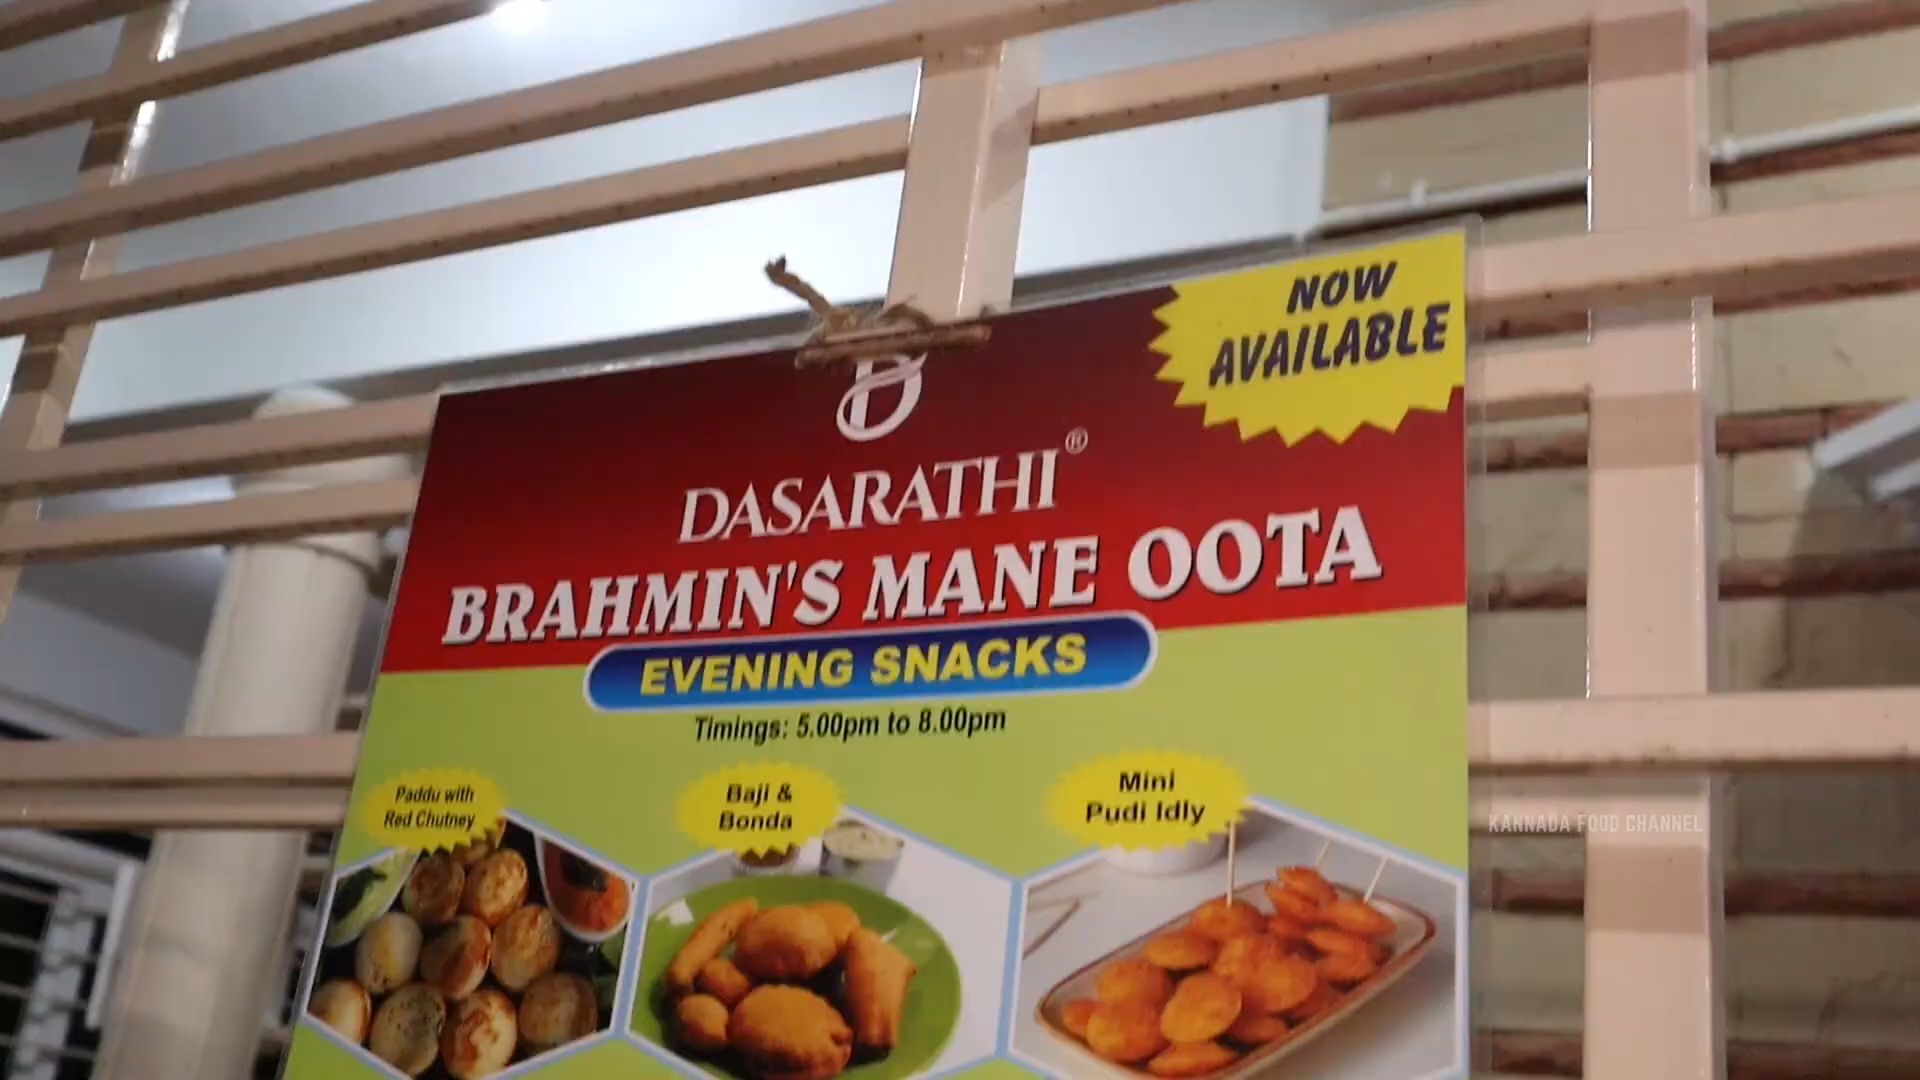 NOW
AVAILABLE
DASARATHI®
BRAHMIN'S MANE OOTA
EVENING SNACKS
Timings: 5.00pm to 8.00pm
Paddu with
Red Chutney
Baji &
Bonda
Mini
Pudi Idly
KANNADA FOOD CHANNEL